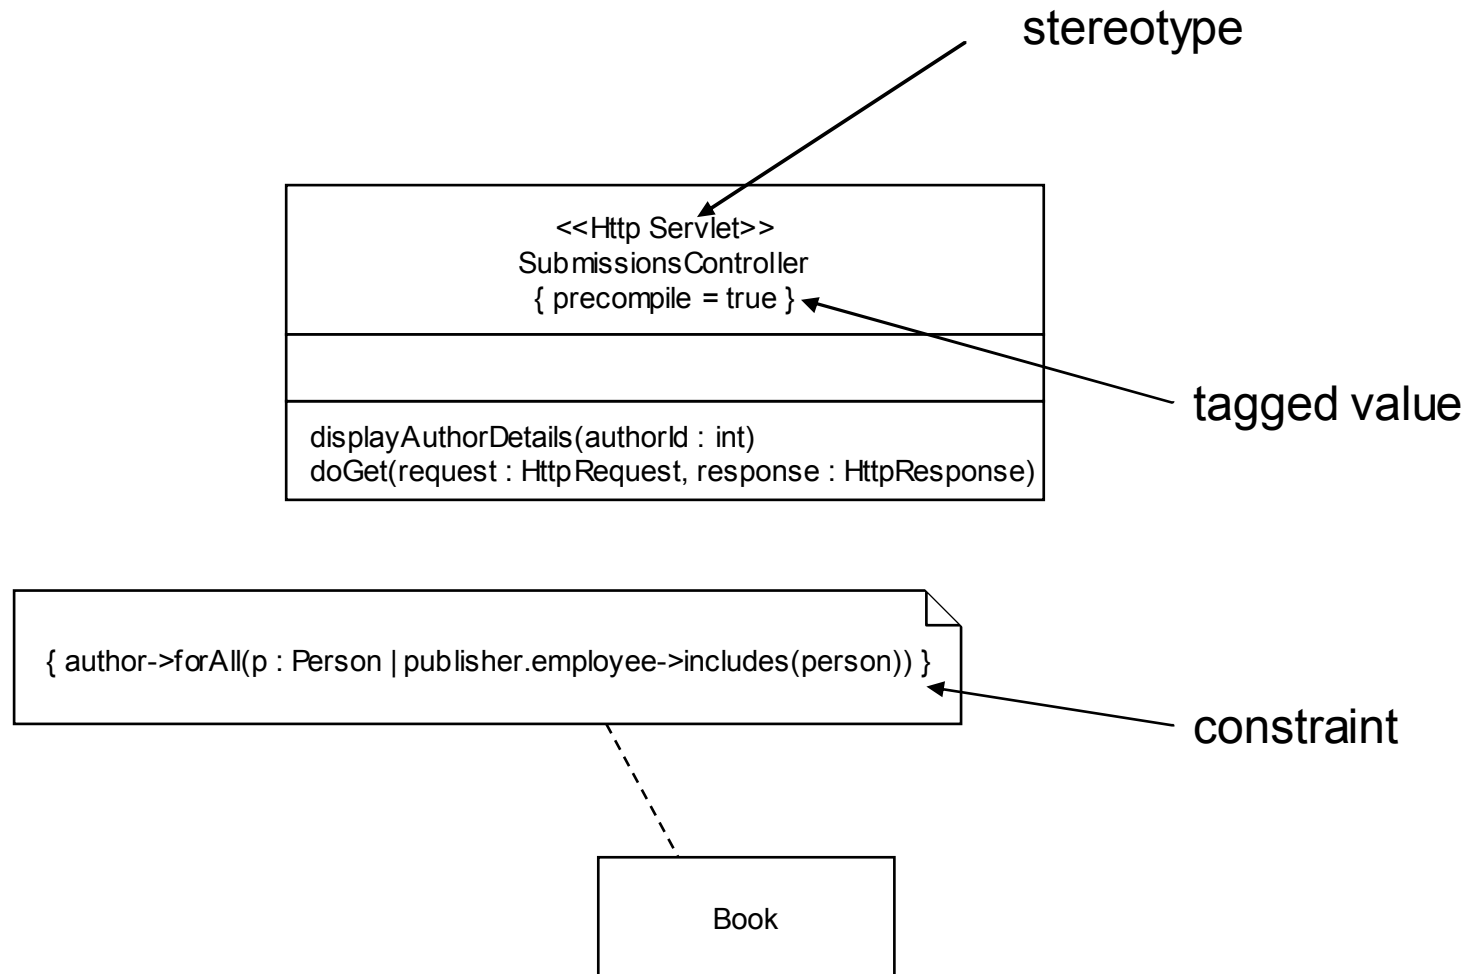 stereotype
<<Http Servlet>>
SubmissionsController
{ precompile = true }
tagged value
displayAuthorDetails(authorId : int)
doGet(request : HttpRequest, response : HttpResponse)
{ author->forAll(p : Person | publisher.employee->includes(person)) }
constraint
Book